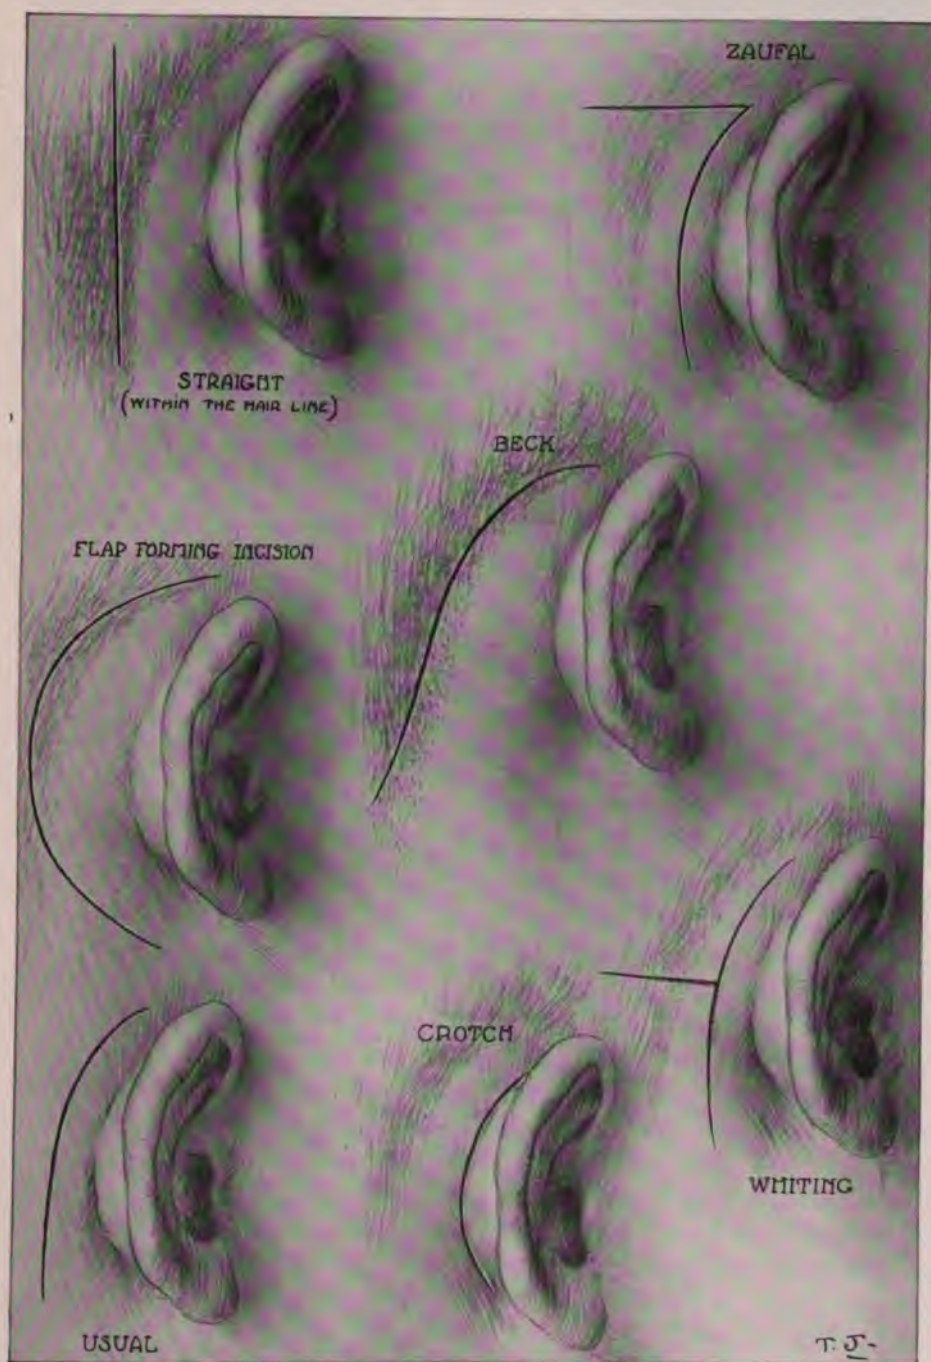 ZAUFAL
STRAIGHT
(WITHIN THE HAIR LINE)
BECK
FLAP FORMING INCISION
CROTCH
WHITING
USUAL
T. J-